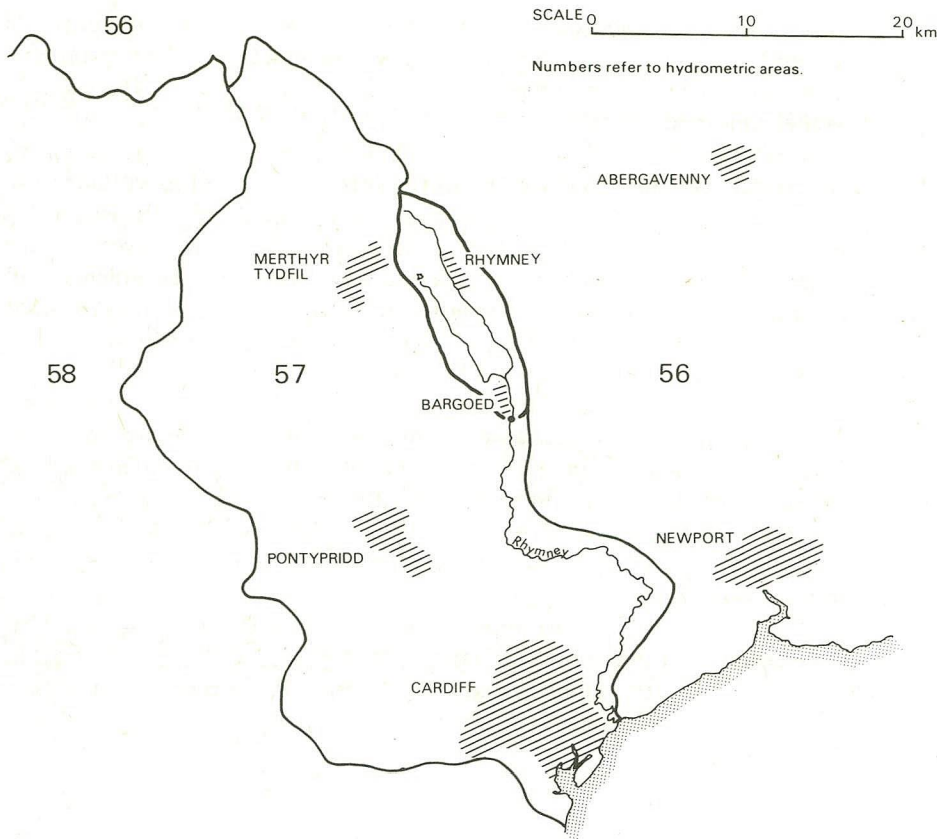 56
SCALE 0 10 20 km
Numbers refer to hydrometric areas.
ABERGAVENNY
MERTHYR
TYDFIL
RHYMNEY
58
57
56
BARGOED
PONTYPRIDD
Rhymney
NEWPORT
CARDIFF